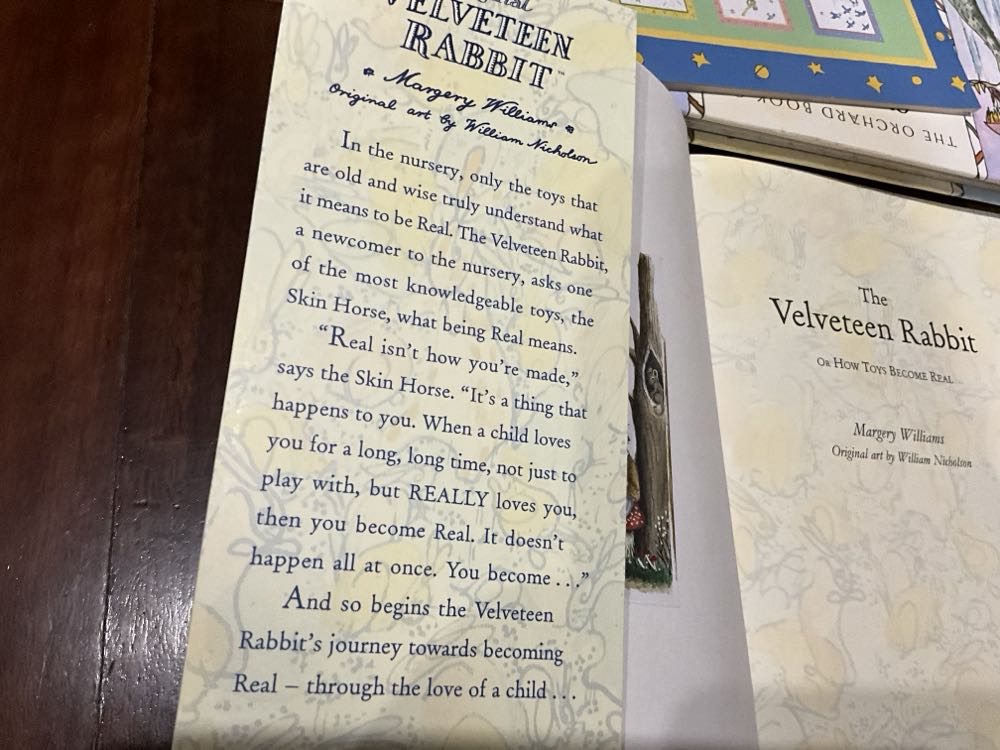 VELVETEEN
RABBIT™
Margery Williams
Original art by William Nicholson
In the nursery, only the toys that
are old and wise truly understand what
it means to be Real. The Velveteen Rabbit,
a newcomer to the nursery, asks one
of the most knowledgeable toys, the
Skin Horse, what being Real means.
“Real isn’t how you’re made,”
says the Skin Horse. “It’s a thing that
happens to you. When a child loves
you for a long, long time, not just to
play with, but REALLY loves you,
then you become Real. It doesn’t
happen all at once. You become . . .”
And so begins the Velveteen
Rabbit’s journey towards becoming
Real – through the love of a child . . .
THE ORCHARD BOOK
The
Velveteen Rabbit
OR HOW TOYS BECOME REAL
Margery Williams
Original art by William Nicholson